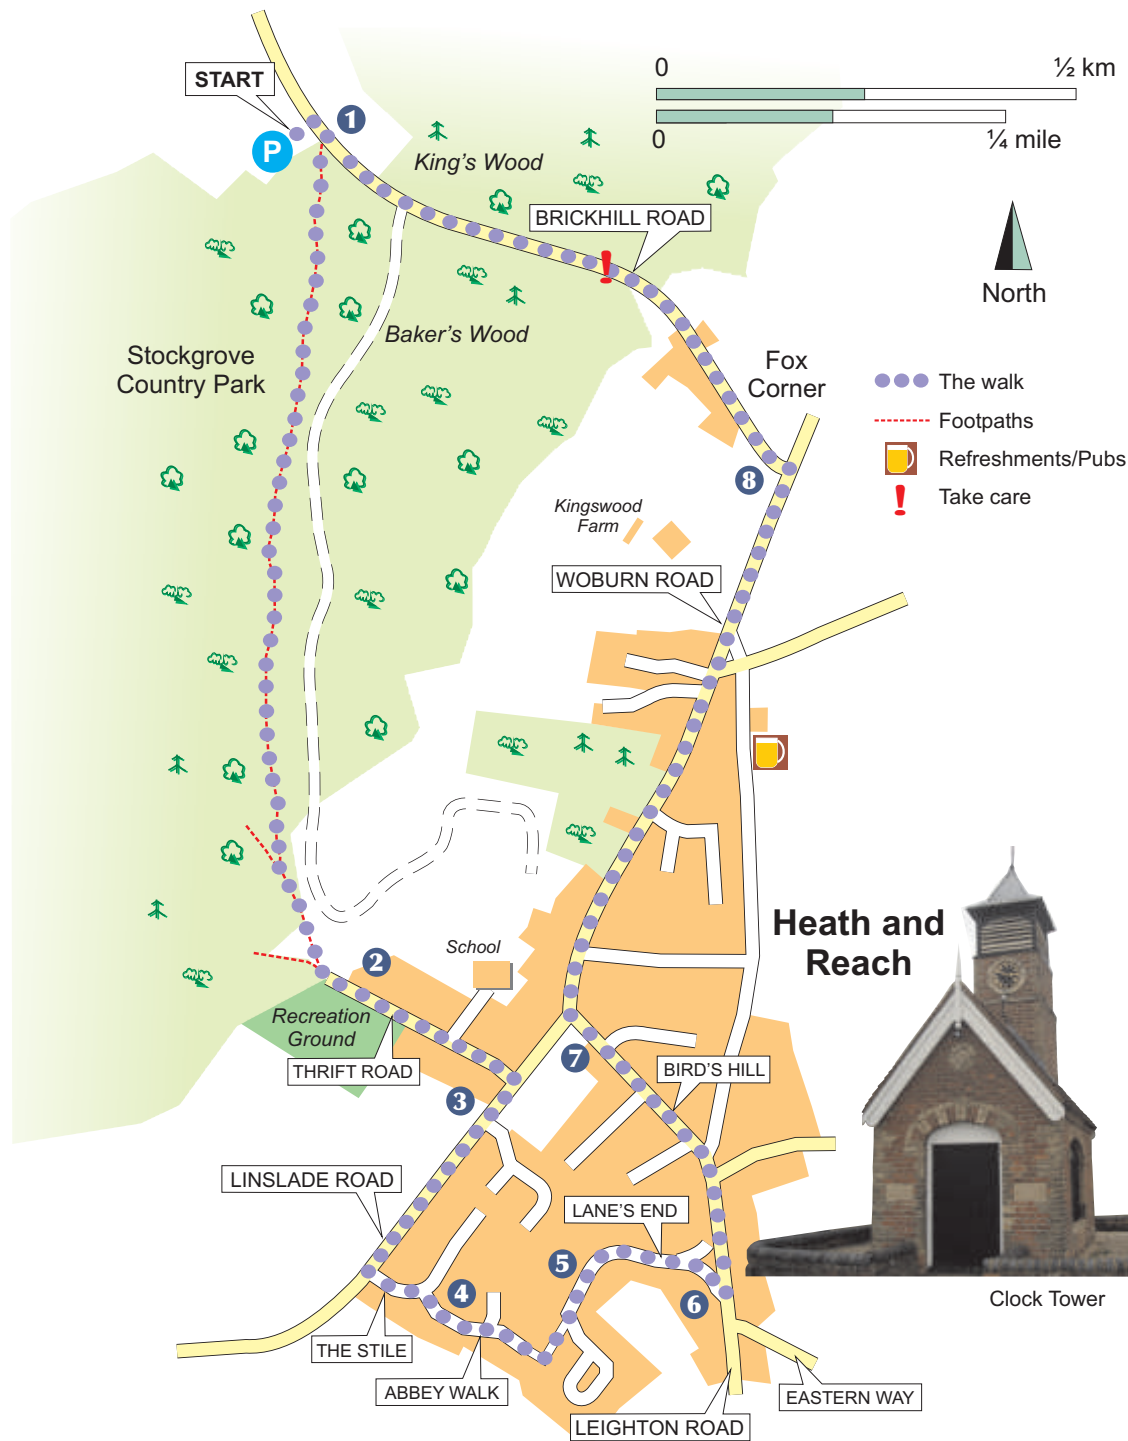 0
½ km
0
¼ mile
START
P
1
King's Wood
BRICKHILL ROAD
North
Baker's Wood
Stockgrove
Country Park
Fox
Corner
The walk
Footpaths
Refreshments/Pubs
Take care
8
Kingswood
Farm
WOBURN ROAD
Heath and
Reach
2
School
Recreation
Ground
THRIFT ROAD
7
BIRD'S HILL
3
LINSLADE ROAD
LANE'S END
5
4
6
Clock Tower
THE STILE
ABBEY WALK
EASTERN WAY
LEIGHTON ROAD